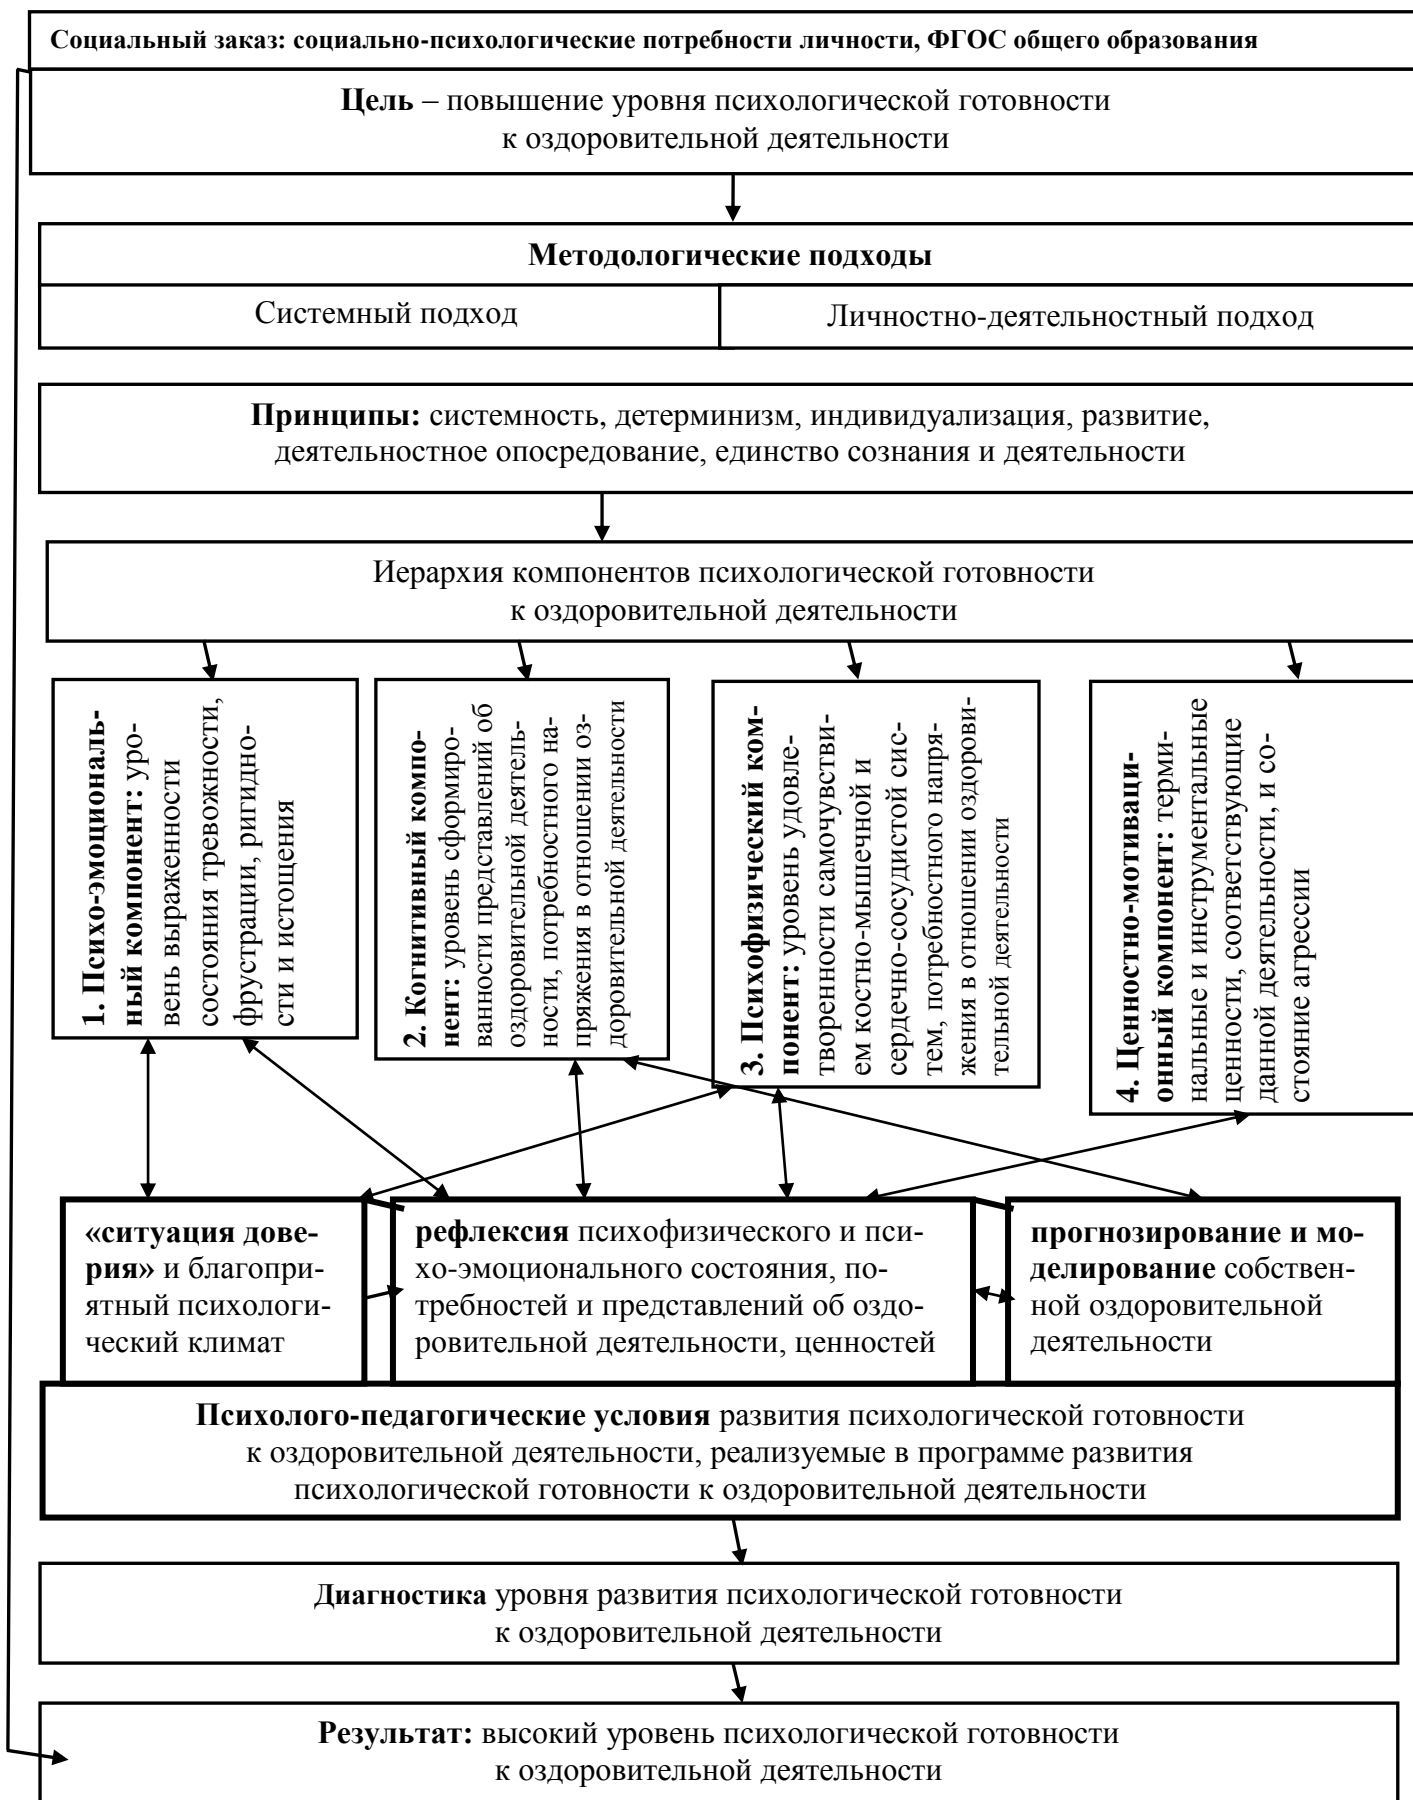 Социальный заказ: социально-психологические потребности личности, ФГОС общего образования
Цель – повышение уровня психологической готовности
к оздоровительной деятельности
Методологические подходы
Системный подход
Личностно-деятельностный подход
Принципы: системность, детерминизм, индивидуализация, развитие,
деятельностное опосредование, единство сознания и деятельности
Иерархия компонентов психологической готовности
к оздоровительной деятельности
1. Психо-эмоциональ-
ный компонент: уро-
вень выраженности
состояния тревожности,
фрустрации, ригидно-
сти и истощения
2. Когнитивный компо-
нент: уровень сформиро-
ванности представлений об
оздоровительной деятель-
ности, потребностного на-
пряжения в отношении оз-
доровительной деятельности
3. Психофизический ком-
понент: уровень удовле-
творенности самочувстви-
ем костно-мышечной и
сердечно-сосудистой сис-
тем, потребностного напря-
жения в отношении оздорови-
тельной деятельности
4. Ценностно-мотиваци-
онный компонент: терми-
нальные и инструментальные
ценности, соответствующие
данной деятельности, и со-
стояние агрессии
«ситуация дове-
рия» и благопри-
ятный психологи-
ческий климат
рефлексия психофизического и пси-
хо-эмоционального состояния, по-
требностей и представлений об оздо-
ровительной деятельности, ценностей
прогнозирование и мо-
делирование собствен-
ной оздоровительной
деятельности
Психолого-педагогические условия развития психологической готовности
к оздоровительной деятельности, реализуемые в программе развития
психологической готовности к оздоровительной деятельности
Диагностика уровня развития психологической готовности
к оздоровительной деятельности
Результат: высокий уровень психологической готовности
к оздоровительной деятельности